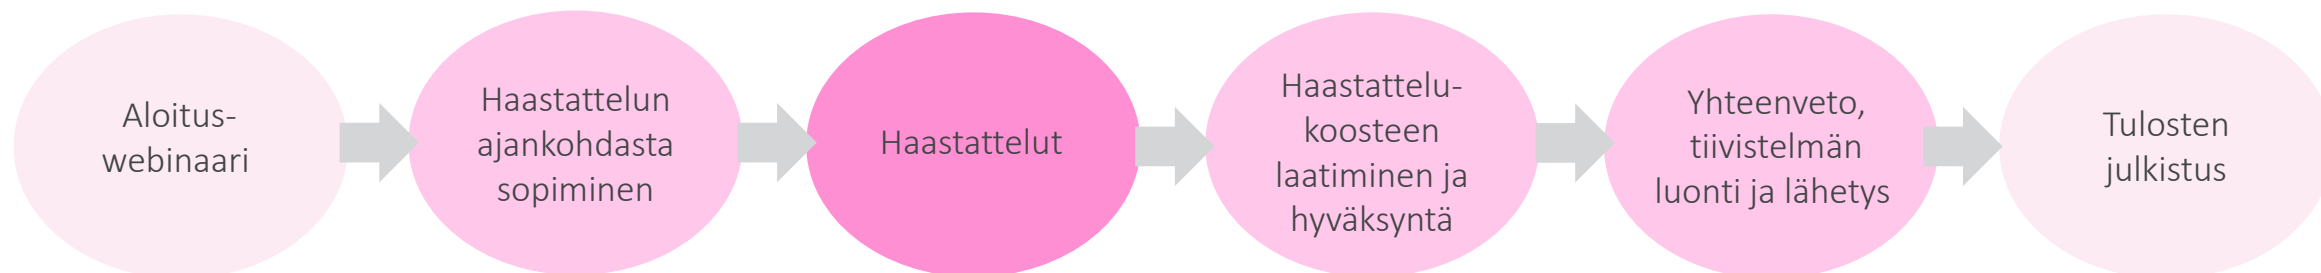 Aloitus-
webinaari
Haastattelun
ajankohdasta
sopiminen
Haastattelut
Haastattelu-
koosteen
laatiminen ja
hyväksyntä
Yhteenveto,
tiivistelmän
luonti ja lähetys
Tulosten
julkistus